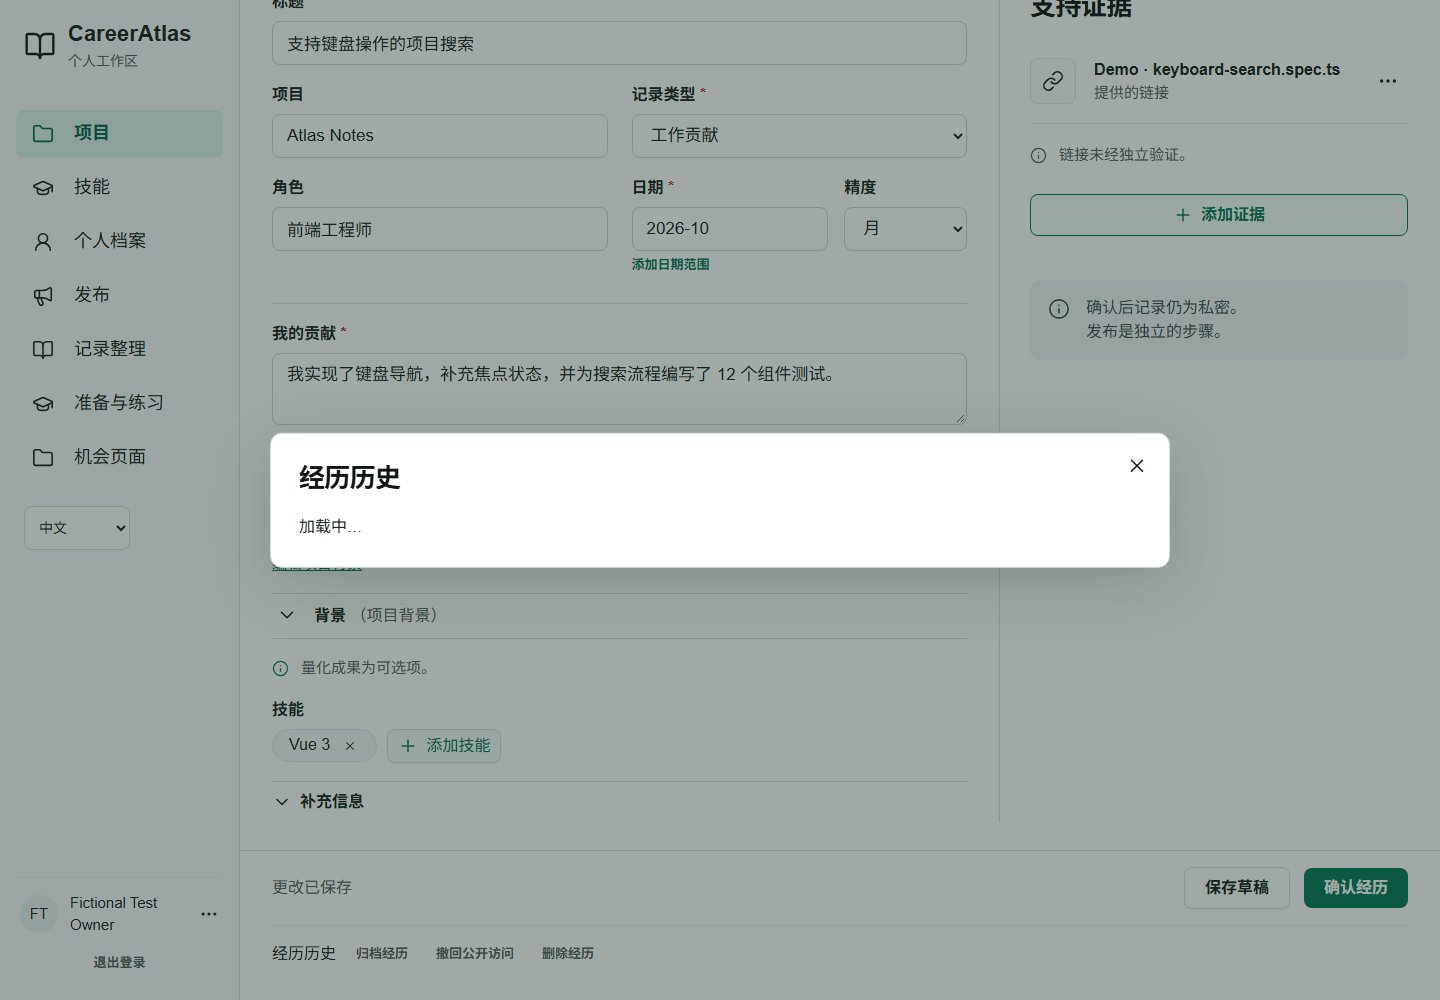 CareerAtlas
个人工作区
项目
技能
个人档案
发布
记录整理
准备与练习
机会页面
中文
FT
Fictional Test
Owner
退出登录
标题
支持键盘操作的项目搜索
项目
记录类型 *
Atlas Notes
工作贡献
角色
日期 *
精度
前端工程师
2026-10
月
添加日期范围
我的贡献 *
我实现了键盘导航，补充焦点状态，并为搜索流程编写了 12 个组件测试。
经历历史
加载中…
背景 （项目背景）
量化成果为可选项。
技能
Vue 3
添加技能
补充信息
支持证据
Demo · keyboard-search.spec.ts
提供的链接
链接未经独立验证。
添加证据
确认后记录仍为私密。
发布是独立的步骤。
更改已保存
保存草稿
确认经历
经历历史
归档经历
撤回公开访问
删除经历